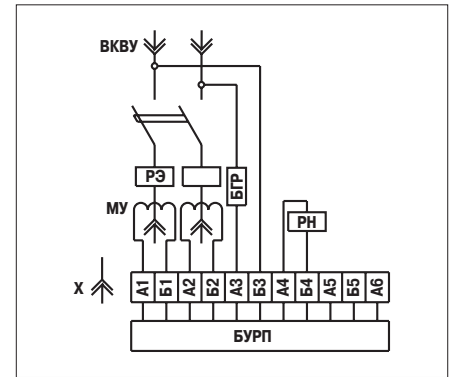 ВКВУ
РЭ
БГР
МУ
РН
Х
А1 Б1 А2 Б2 А3 Б3 А4 Б4 А5 Б5 А6
БУРП